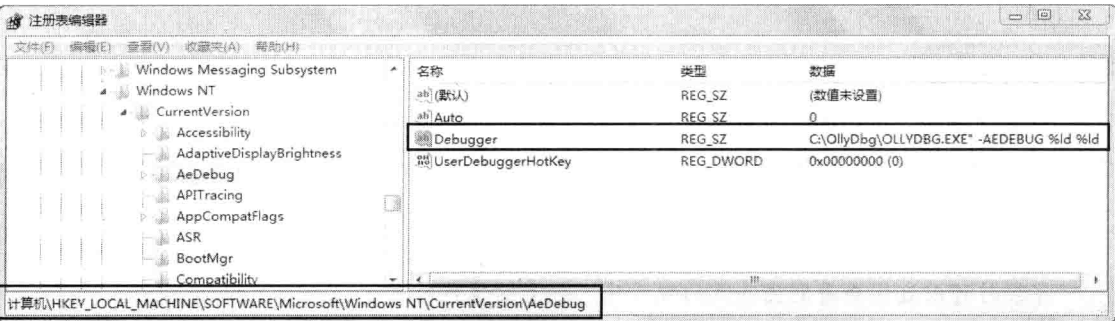 注册表编辑器
文件(F) 编辑(E) 查看(V) 收藏夹(A) 帮助(H)
Windows Messaging Subsystem
Windows NT
CurrentVersion
Accessibility
AdaptiveDisplayBrightness
AeDebug
APITracing
AppCompatFlags
ASR
BootMgr
Compatibility
名称 类型 数据
(默认) REG_SZ (数值未设置)
Auto REG_SZ 0
Debugger REG_SZ C:\OllyDbg\OLLYDBG.EXE" -AEDEBUG %ld %ld
UserDebuggerHotKey REG_DWORD 0x00000000 (0)
计算机\HKEY_LOCAL_MACHINE\SOFTWARE\Microsoft\Windows NT\CurrentVersion\AeDebug